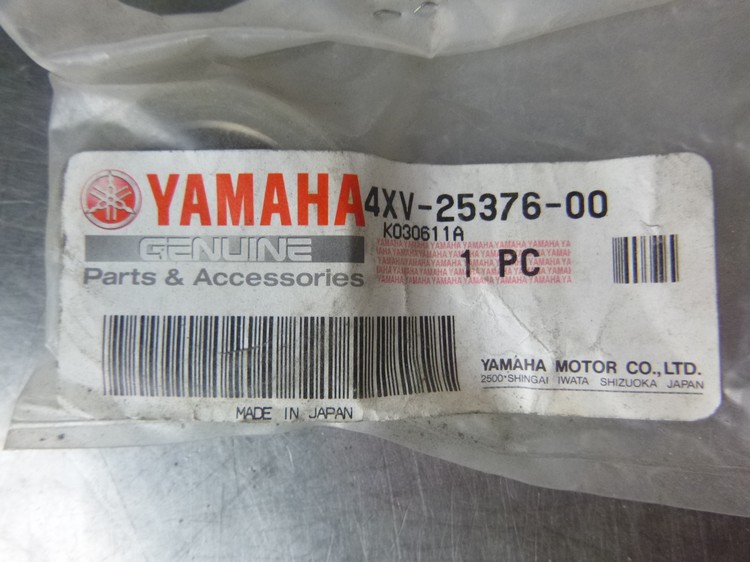 YAMAHA 4XV-25376-00
GENUINE K030611A
Parts & Accessories 1 PC
MADE IN JAPAN
YAMAHA MOTOR CO., LTD.
2500 SHINGAI IWATA SHIZUOKA JAPAN